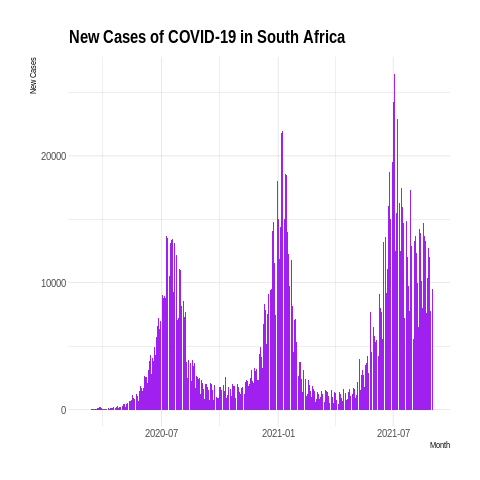 New Cases of COVID-19 in South Africa
New Cases
20000
10000
0
2020-07
2021-01
2021-07
Month